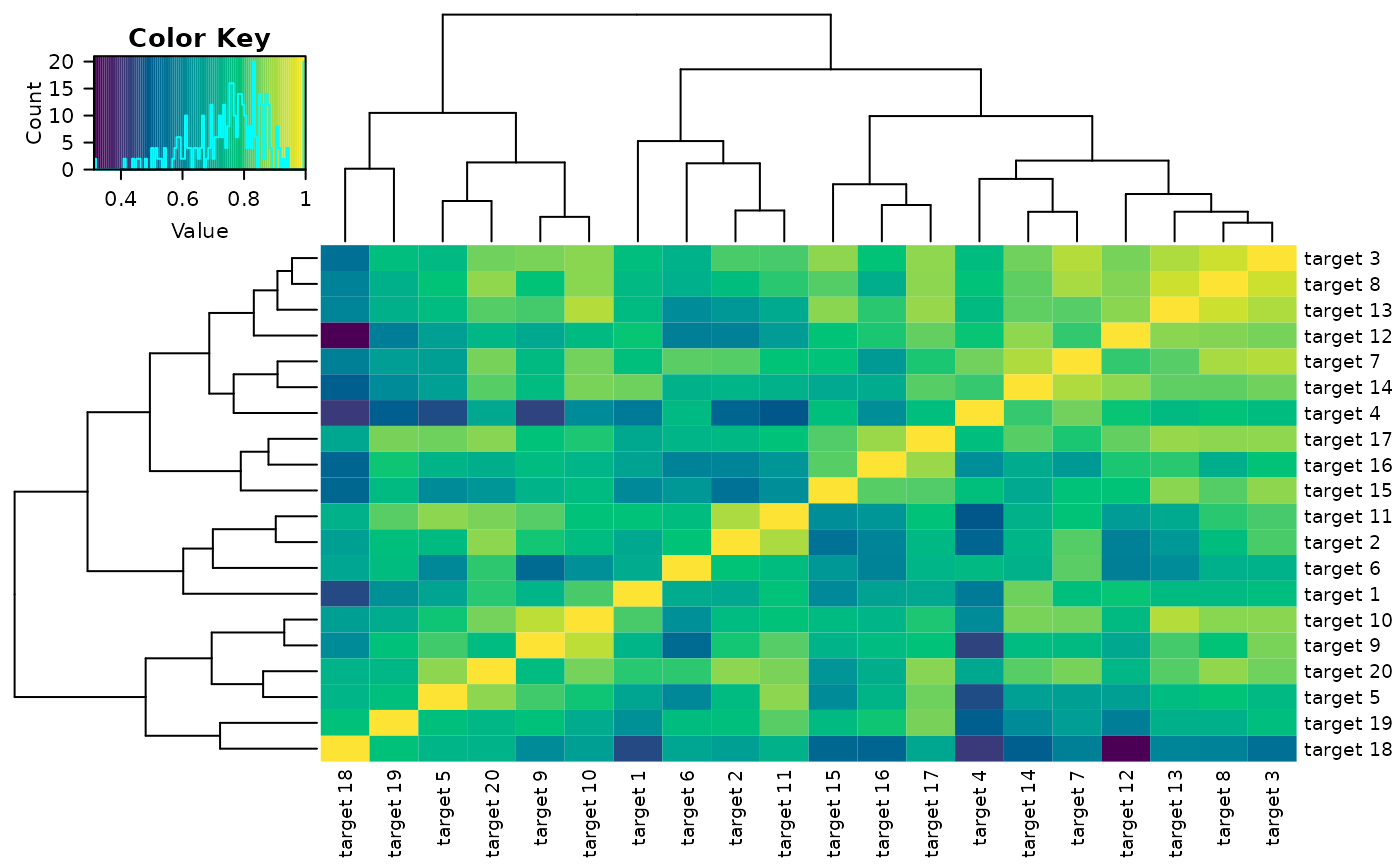 Color Key
20
15
10
5
0
Count
0.4 0.6 0.8 1
Value
target 3
target 8
target 13
target 12
target 7
target 14
target 4
target 17
target 16
target 15
target 11
target 2
target 6
target 1
target 10
target 9
target 20
target 5
target 19
target 18
target 18
target 19
target 5
target 20
target 9
target 10
target 1
target 6
target 2
target 11
target 15
target 16
target 17
target 4
target 14
target 7
target 12
target 13
target 8
target 3